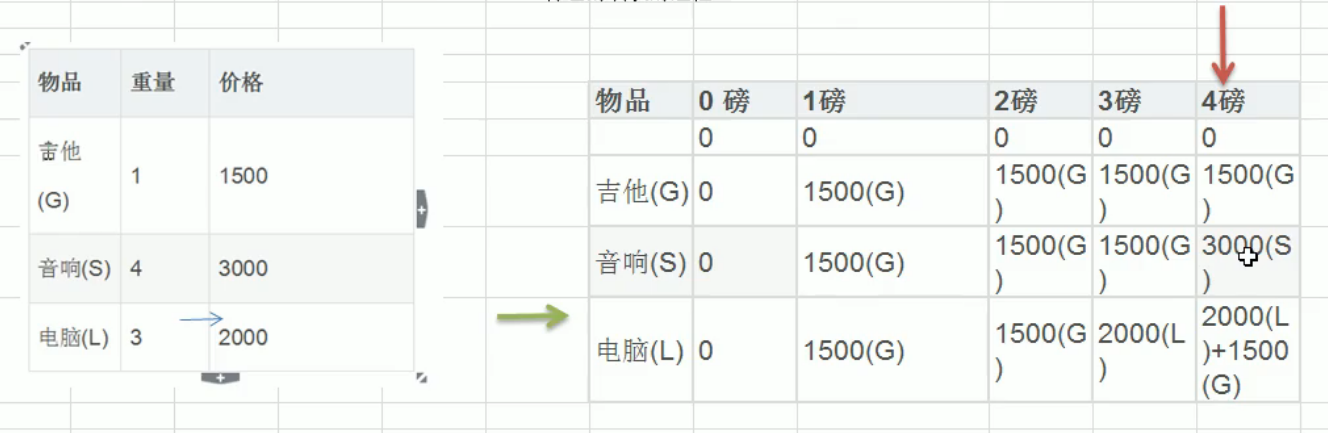 物品 重量 价格
吉他
(G)
1 1500
音响(S) 4 3000
电脑(L) 3 2000
物品 0 磅 1磅 2磅 3磅 4磅
0 0 0 0 0
吉他(G) 0 1500(G) 1500(G) 1500(G) 1500(G)
音响(S) 0 1500(G) 1500(G) 1500(G) 3000(S)
电脑(L) 0 1500(G) 1500(G) 2000(L) 2000(L)+1500(G)